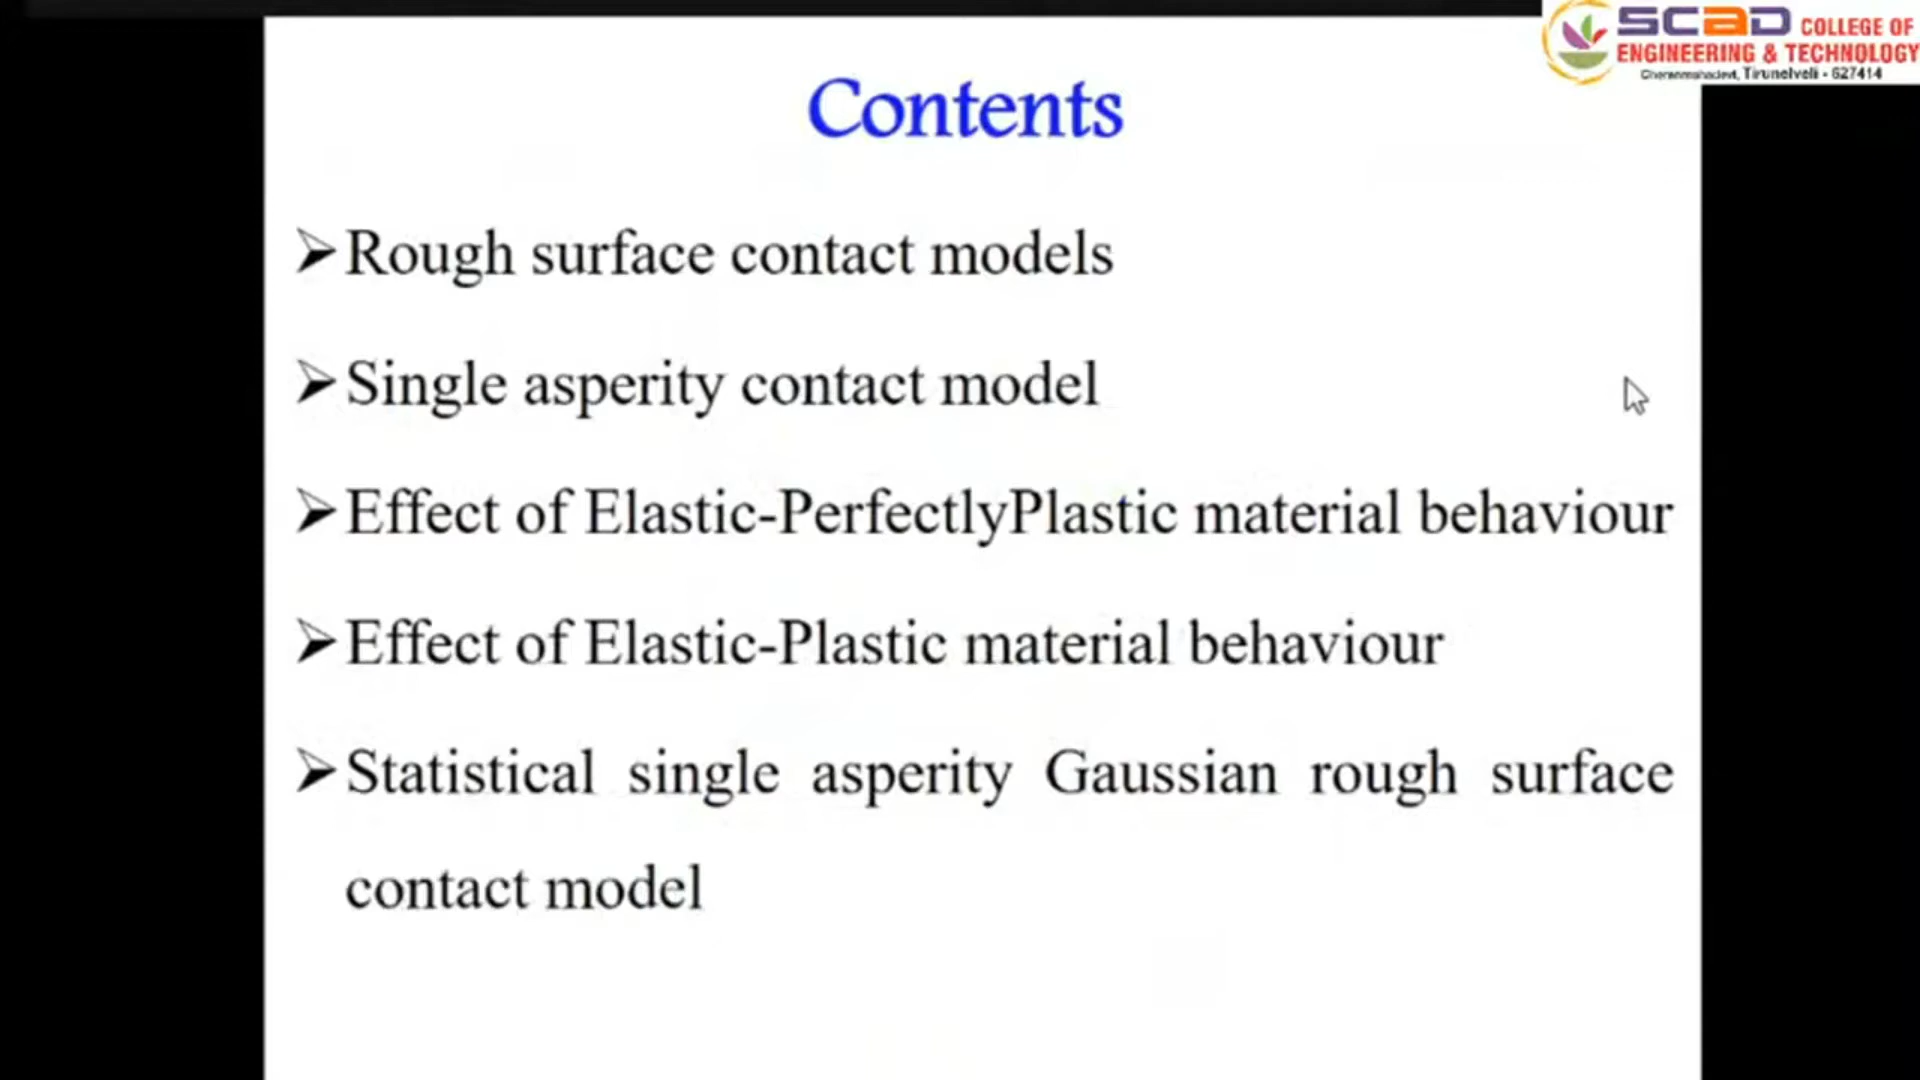 SCAD COLLEGE OF
ENGINEERING & TECHNOLOGY
Tirunelveli - 627414
Contents
Rough surface contact models
Single asperity contact model
Effect of Elastic-PerfectlyPlastic material behaviour
Effect of Elastic-Plastic material behaviour
Statistical single asperity Gaussian rough surface
contact model